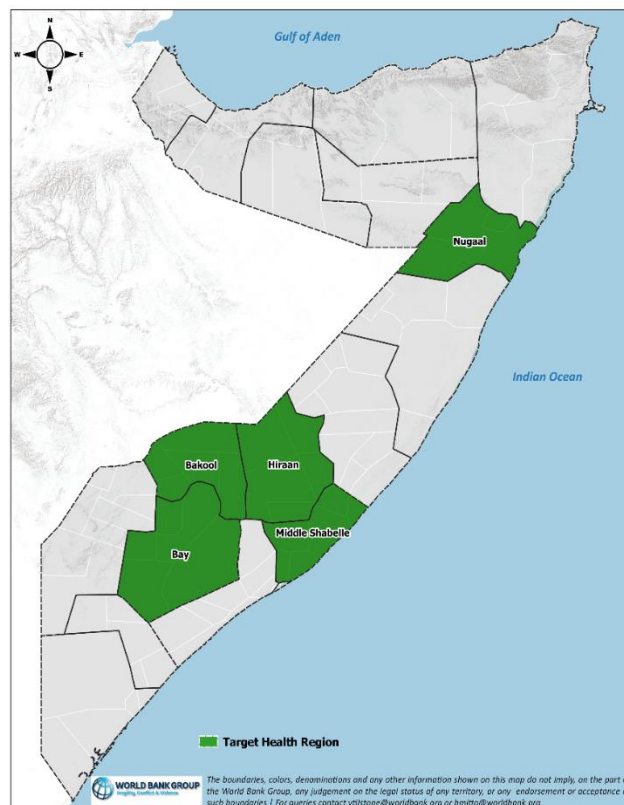 N
W E
S
Gulf of Aden
Nugaal
Indian Ocean
Bakool
Hiraan
Middle Shabelle
Bay
Target Health Region
WORLD BANK GROUP
The boundaries, colors, denominations and any other information shown on this map do not imply, on the part of
the World Bank Group, any judgement on the legal status of any territory, or any endorsement or acceptance of
such boundaries | For queries contact